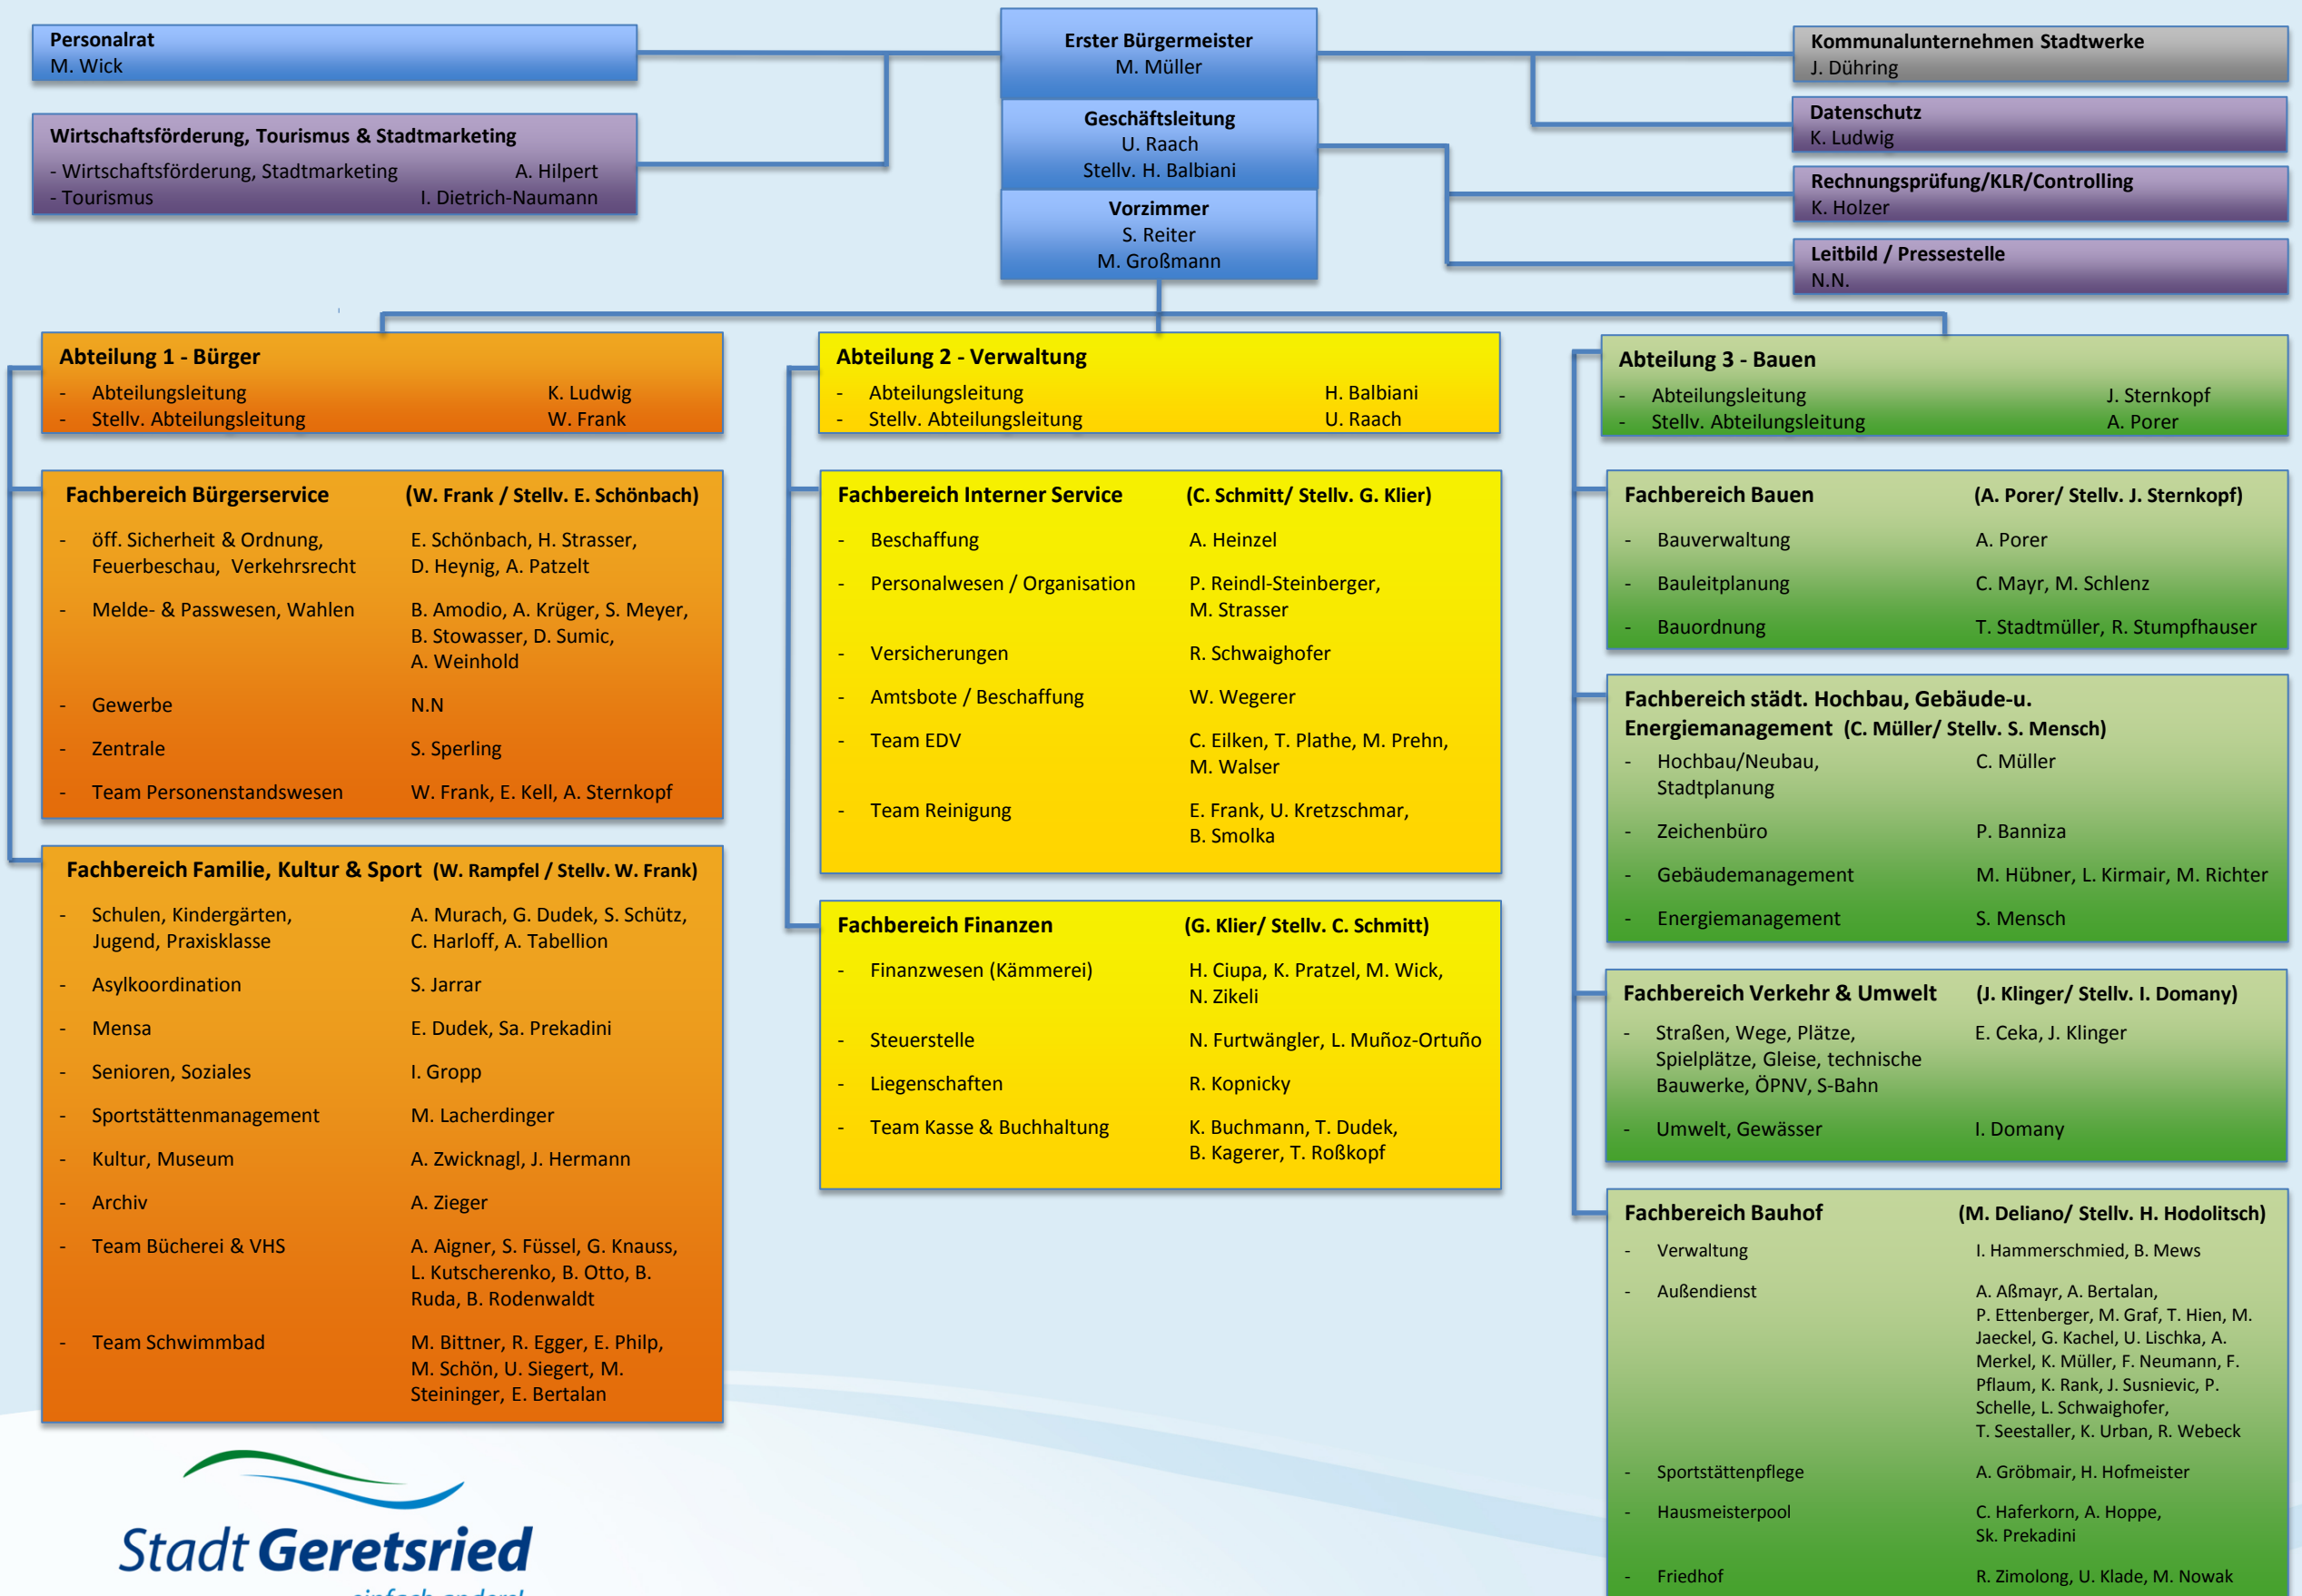 Personalrat
M. Wick
Wirtschaftsförderung, Tourismus & Stadtmarketing
- Wirtschaftsförderung, Stadtmarketing A. Hilpert
- Tourismus I. Dietrich-Naumann
Erster Bürgermeister
M. Müller
Geschäftsleitung
U. Raach
Stellv. H. Balbiani
Vorzimmer
S. Reiter
M. Großmann
Kommunalunternehmen Stadtwerke
J. Dühring
Datenschutz
K. Ludwig
Rechnungsprüfung/KLR/Controlling
K. Holzer
Leitbild / Pressestelle
N.N.
Abteilung 1 - Bürger
- Abteilungsleitung K. Ludwig
- Stellv. Abteilungsleitung W. Frank
Fachbereich Bürgerservice (W. Frank / Stellv. E. Schönbach)
- öff. Sicherheit & Ordnung, E. Schönbach, H. Strasser,
Feuerbeschau, Verkehrsrecht D. Heynig, A. Patzelt
- Melde- & Passwesen, Wahlen B. Amodio, A. Krüger, S. Meyer,
B. Stowasser, D. Sumic,
A. Weinhold
- Gewerbe N.N
- Zentrale S. Sperling
- Team Personenstandswesen W. Frank, E. Kell, A. Sternkopf
Fachbereich Familie, Kultur & Sport (W. Rampfel / Stellv. W. Frank)
- Schulen, Kindergärten, A. Murach, G. Dudek, S. Schütz,
Jugend, Praxisklasse C. Harloff, A. Tabellion
- Asylkoordination S. Jarrar
- Mensa E. Dudek, Sa. Prekadini
- Senioren, Soziales I. Gropp
- Sportstättenmanagement M. Lacherdinger
- Kultur, Museum A. Zwicknagl, J. Hermann
- Archiv A. Zieger
- Team Bücherei & VHS A. Aigner, S. Füssel, G. Knauss,
L. Kutscherenko, B. Otto, B.
Ruda, B. Rodenwaldt
- Team Schwimmbad M. Bittner, R. Egger, E. Philp,
M. Schön, U. Siegert, M.
Steininger, E. Bertalan
Abteilung 2 - Verwaltung
- Abteilungsleitung H. Balbiani
- Stellv. Abteilungsleitung U. Raach
Fachbereich Interner Service (C. Schmitt/ Stellv. G. Klier)
- Beschaffung A. Heinzel
- Personalwesen / Organisation P. Reindl-Steinberger,
M. Strasser
- Versicherungen R. Schwaighofer
- Amtsbote / Beschaffung W. Wegerer
- Team EDV C. Eilken, T. Plathe, M. Prehn,
M. Walser
- Team Reinigung E. Frank, U. Kretzschmar,
B. Smolka
Fachbereich Finanzen (G. Klier/ Stellv. C. Schmitt)
- Finanzwesen (Kämmerei) H. Ciupa, K. Pratzel, M. Wick,
N. Zikeli
- Steuerstelle N. Furtwängler, L. Muñoz-Ortuño
- Liegenschaften R. Kopnicky
- Team Kasse & Buchhaltung K. Buchmann, T. Dudek,
B. Kagerer, T. Roßkopf
Abteilung 3 - Bauen
- Abteilungsleitung J. Sternkopf
- Stellv. Abteilungsleitung A. Porer
Fachbereich Bauen (A. Porer/ Stellv. J. Sternkopf)
- Bauverwaltung A. Porer
- Bauleitplanung C. Mayr, M. Schlenz
- Bauordnung T. Stadtmüller, R. Stumpfhauser
Fachbereich städt. Hochbau, Gebäude-u.
Energiemanagement (C. Müller/ Stellv. S. Mensch)
- Hochbau/Neubau, C. Müller
Stadtplanung
- Zeichenbüro P. Banniza
- Gebäudemanagement M. Hübner, L. Kirmair, M. Richter
- Energiemanagement S. Mensch
Fachbereich Verkehr & Umwelt (J. Klinger/ Stellv. I. Domany)
- Straßen, Wege, Plätze, E. Ceka, J. Klinger
Spielplätze, Gleise, technische
Bauwerke, ÖPNV, S-Bahn
- Umwelt, Gewässer I. Domany
Fachbereich Bauhof (M. Deliano/ Stellv. H. Hodolitsch)
- Verwaltung I. Hammerschmied, B. Mews
- Außendienst A. Aßmayr, A. Bertalan,
P. Ettenberger, M. Graf, T. Hien, M.
Jaeckel, G. Kachel, U. Lischka, A.
Merkel, K. Müller, F. Neumann, F.
Pflaum, K. Rank, J. Susnievic, P.
Schelle, L. Schwaighofer,
T. Seestaller, K. Urban, R. Webeck
- Sportstättenpflege A. Gröbmair, H. Hofmeister
- Hausmeisterpool C. Haferkorn, A. Hoppe,
Sk. Prekadini
- Friedhof R. Zimolong, U. Klade, M. Nowak
Stadt Geretsried
einfach anders!